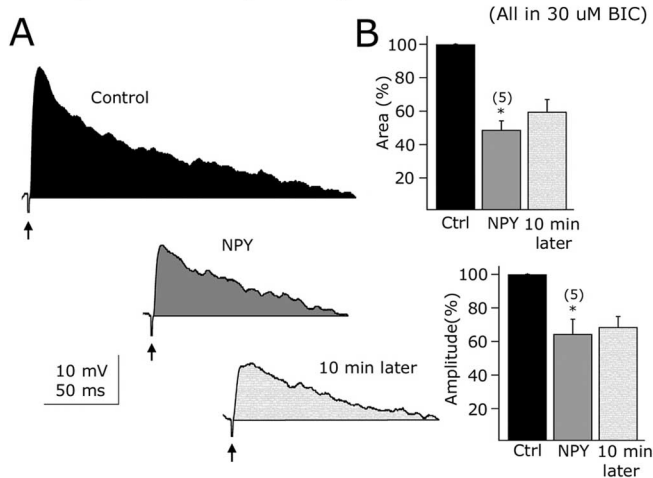 A
B
(All in 30 uM BIC)
Control
NPY
10 min later
10 mV
50 ms
Area (%)
100
80
60
40
20
(5)
*
Ctrl
NPY
10 min
later
Amplitude(%)
100
80
60
40
20
(5)
*
Ctrl
NPY
10 min
later